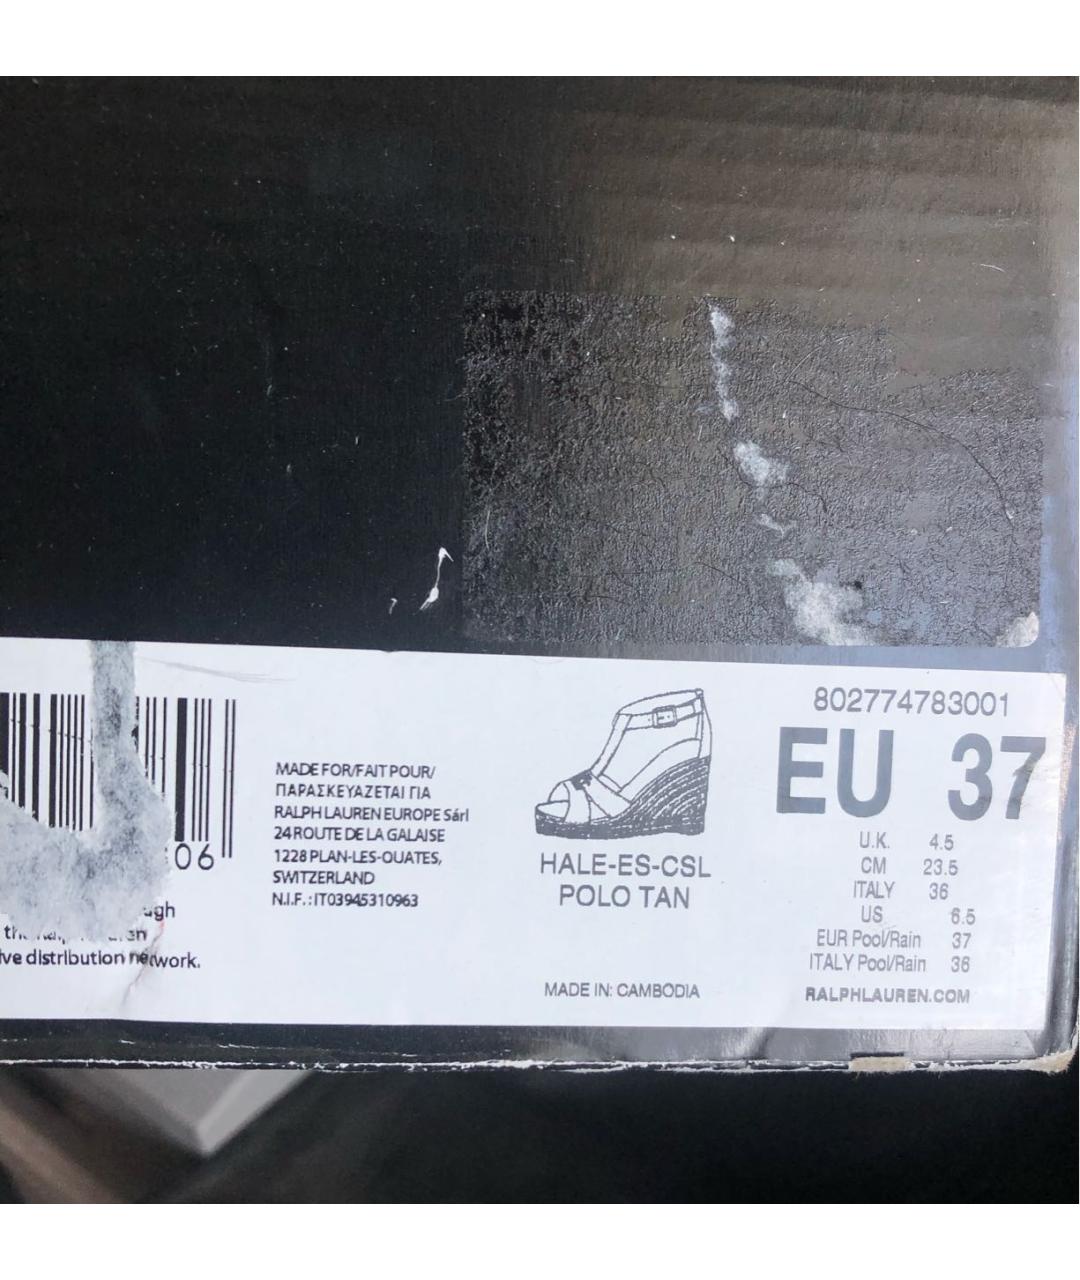 06
the
distribution network.
MADE FOR/FAIT POUR/
ΠΑΡΑΣΚΕΥΑΖΕΤΑΙ ΓΙΑ
RALPH LAUREN EUROPE Sárl
24 ROUTE DE LA GALAISE
1228 PLAN-LES-OUATES,
SWITZERLAND
N.I.F.:IT03945310963
HALE-ES-CSL
POLO TAN
MADE IN: CAMBODIA
802774783001
EU 37
U.K. 4.5
CM 23.5
ITALY 36
US 6.5
EUR Pool/Rain 37
ITALY Pool/Rain 36
RALPHLAUREN.COM